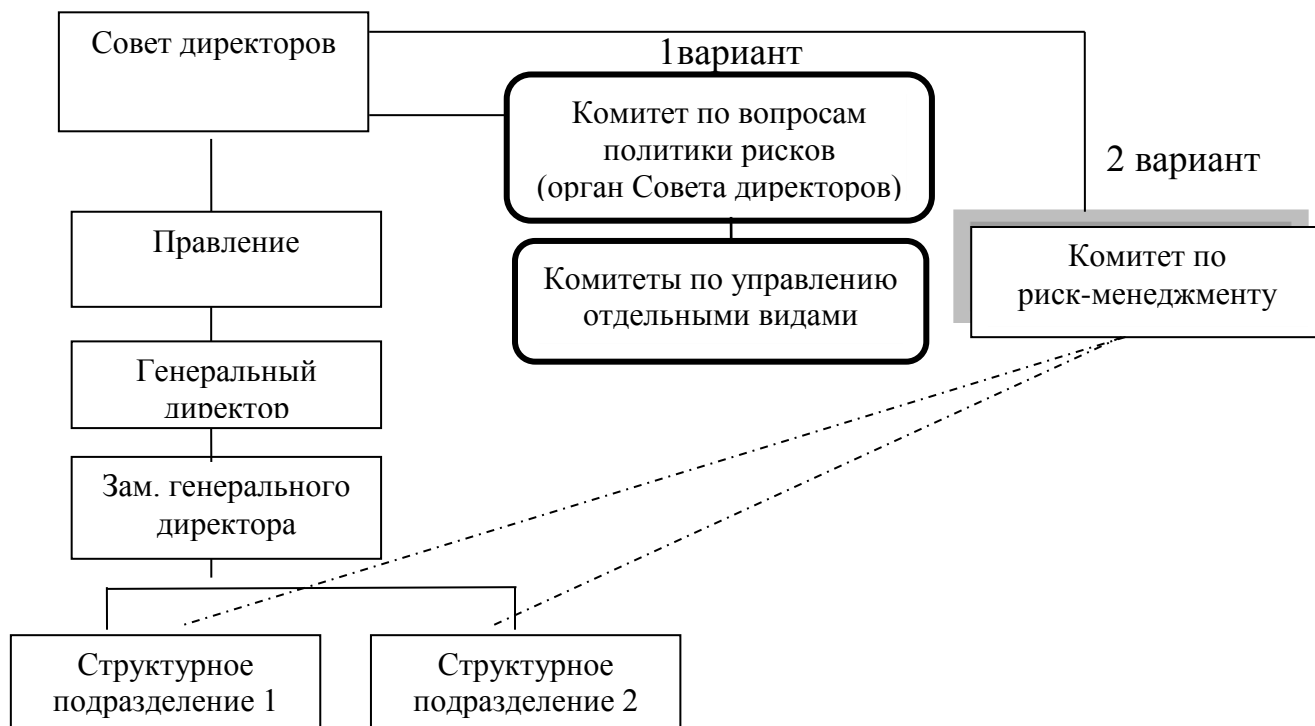 Совет директоров
1вариант
Комитет по вопросам
политики рисков
(орган Совета директоров)
2 вариант
Правление
Комитеты по управлению
отдельными видами
Комитет по
риск-менеджменту
Генеральный
директор
Зам. генерального
директора
Структурное
подразделение 1
Структурное
подразделение 2